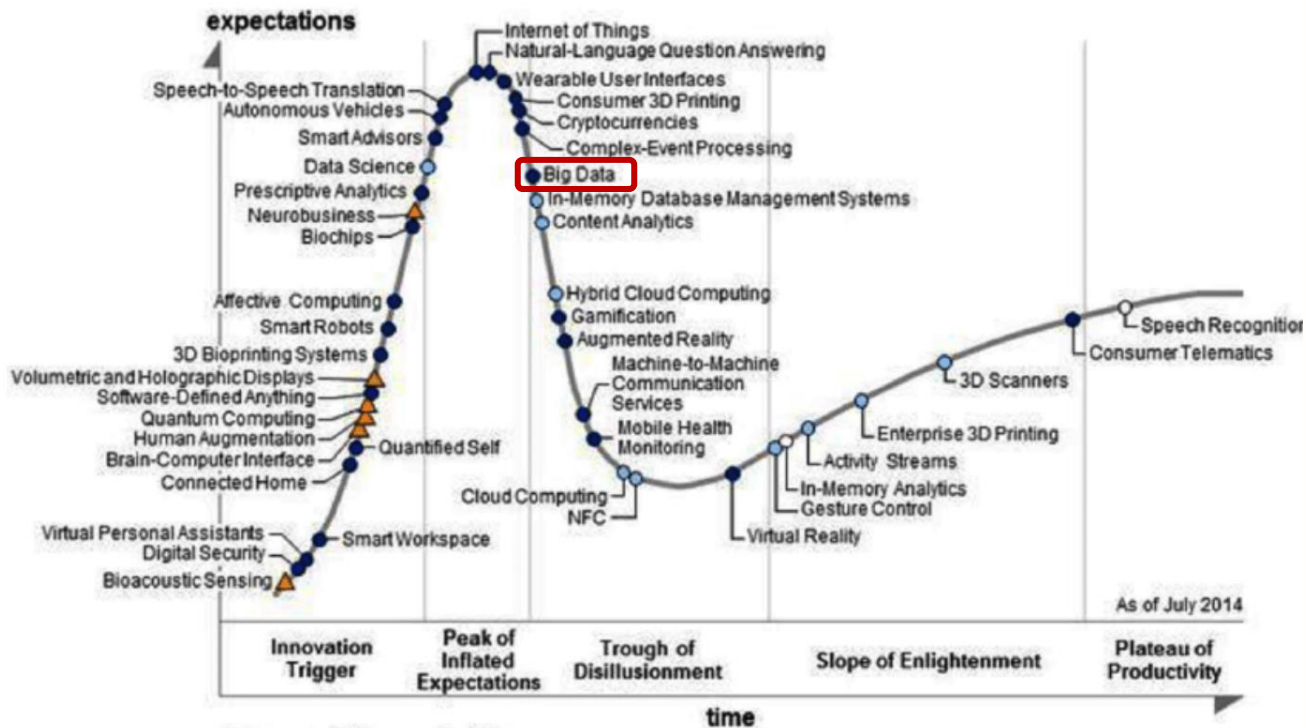 expectations
Internet of Things
Natural-Language Question Answering
Wearable User Interfaces
Speech-to-Speech Translation
Consumer 3D Printing
Autonomous Vehicles
Cryptocurrencies
Smart Advisors
Complex-Event Processing
Data Science
Big Data
Prescriptive Analytics
In-Memory Database Management Systems
Neurobusiness
Content Analytics
Biochips
Hybrid Cloud Computing
Affective Computing
Gamification
Smart Robots
Augmented Reality
3D Bioprinting Systems
Machine-to-Machine
Communication
Services
Volumetric and Holographic Displays
Software-Defined Anything
Quantum Computing
Mobile Health
Monitoring
Human Augmentation
Quantified Self
Brain-Computer Interface
Connected Home
Cloud Computing
NFC
Virtual Personal Assistants
Smart Workspace
Digital Security
Bioacoustic Sensing
Virtual Reality
Gesture Control
In-Memory Analytics
Activity Streams
Enterprise 3D Printing
3D Scanners
Consumer Telematics
Speech Recognition
As of July 2014
Innovation
Trigger
Peak of
Inflated
Expectations
Trough of
Disillusionment
Slope of Enlightenment
Plateau of
Productivity
time